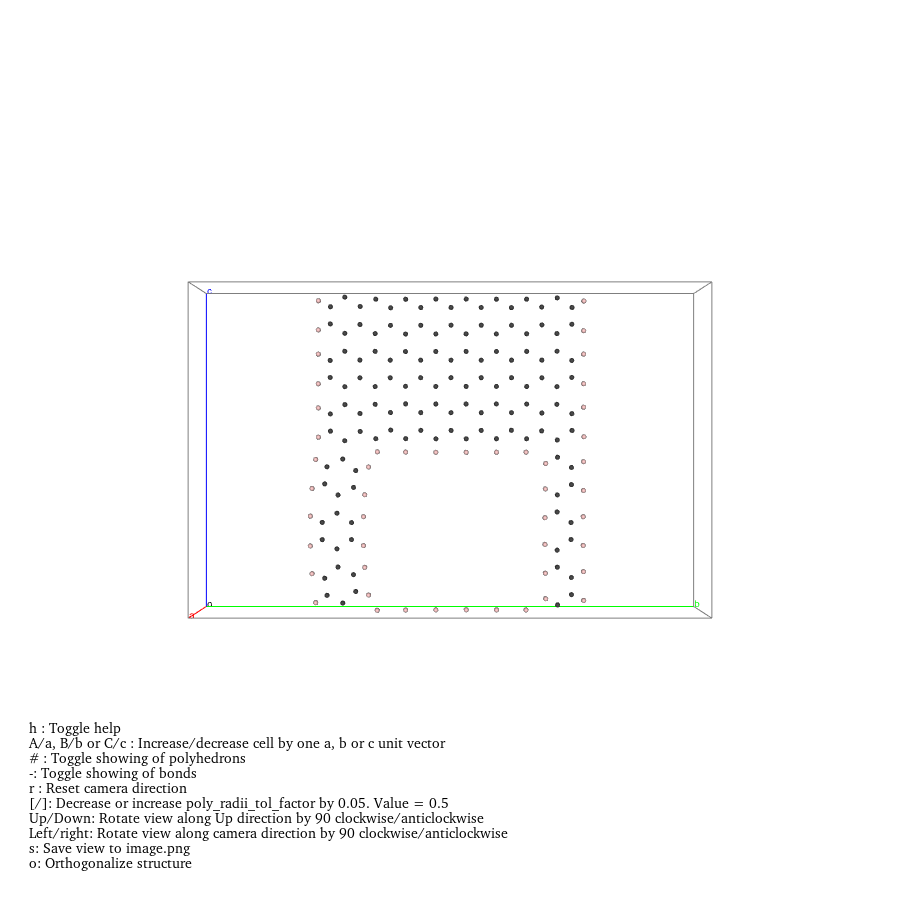 c
o
a
b
h : Toggle help
A/a, B/b or C/c : Increase/decrease cell by one a, b or c unit vector
# : Toggle showing of polyhedrons
-: Toggle showing of bonds
r : Reset camera direction
[/]: Decrease or increase poly_radii_tol_factor by 0.05. Value = 0.5
Up/Down: Rotate view along Up direction by 90 clockwise/anticlockwise
Left/right: Rotate view along camera direction by 90 clockwise/anticlockwise
s: Save view to image.png
o: Orthogonalize structure